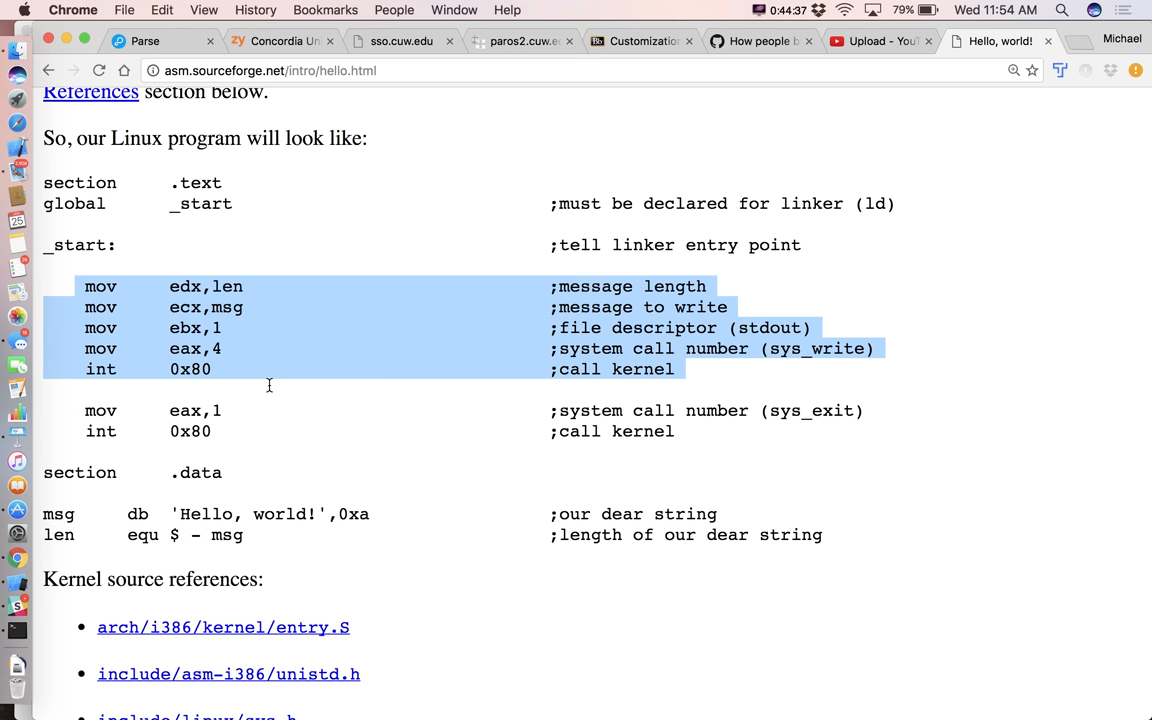 Chrome File Edit View History Bookmarks People Window Help 0:44:37 79% Wed 11:54 AM
Parse × Concordia Un × sso.cuw.edu × paros2.cuw.e × Customization × How people b × Upload - You × Hello, world! × Michael
asm.sourceforge.net/intro/hello.html
References section below.
So, our Linux program will look like:
section .text
global _start ;must be declared for linker (ld)
_start: ;tell linker entry point
mov edx,len ;message length
mov ecx,msg ;message to write
mov ebx,1 ;file descriptor (stdout)
mov eax,4 ;system call number (sys_write)
int 0x80 ;call kernel
mov eax,1 ;system call number (sys_exit)
int 0x80 ;call kernel
section .data
msg db 'Hello, world!',0xa ;our dear string
len equ $ - msg ;length of our dear string
Kernel source references:
• arch/i386/kernel/entry.S
• include/asm-i386/unistd.h
• include/linux/sys.h